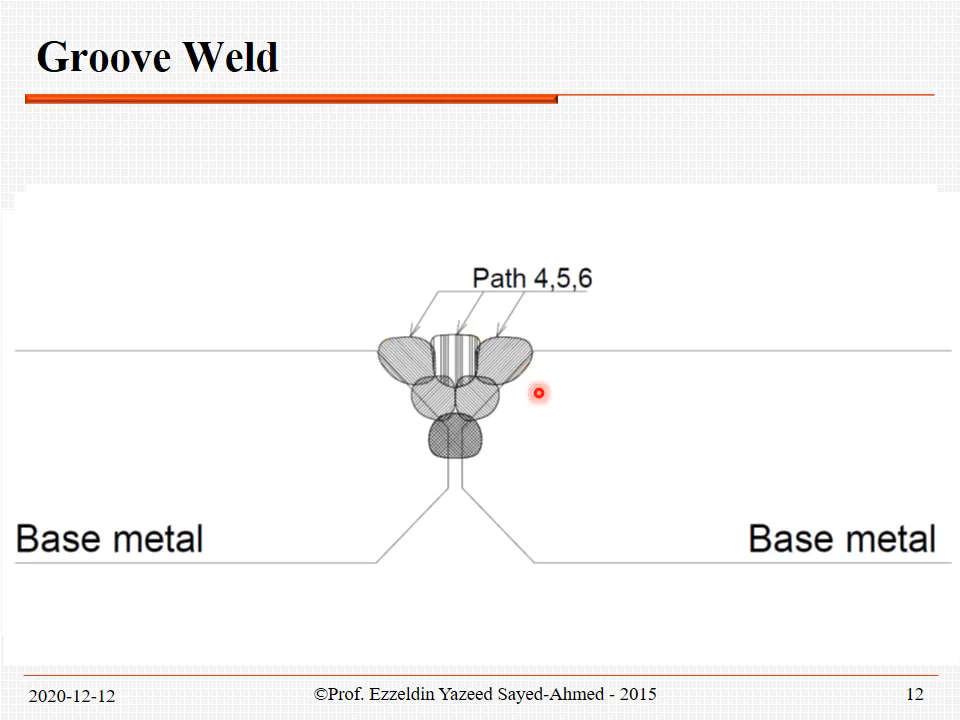 Groove Weld
Path 4,5,6
Base metal
Base metal
2020-12-12
©Prof. Ezzeldin Yazeed Sayed-Ahmed - 2015
12